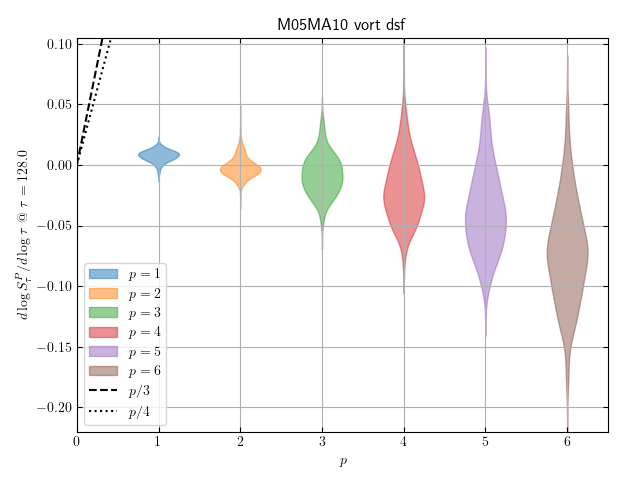 M05MA10 vort dsf
d log S_τ^P / d log τ @ τ = 128.0
0.10
0.05
0.00
−0.05
−0.10
−0.15
−0.20
p = 1
p = 2
p = 3
p = 4
p = 5
p = 6
p/3
p/4
0 1 2 3 4 5 6
p